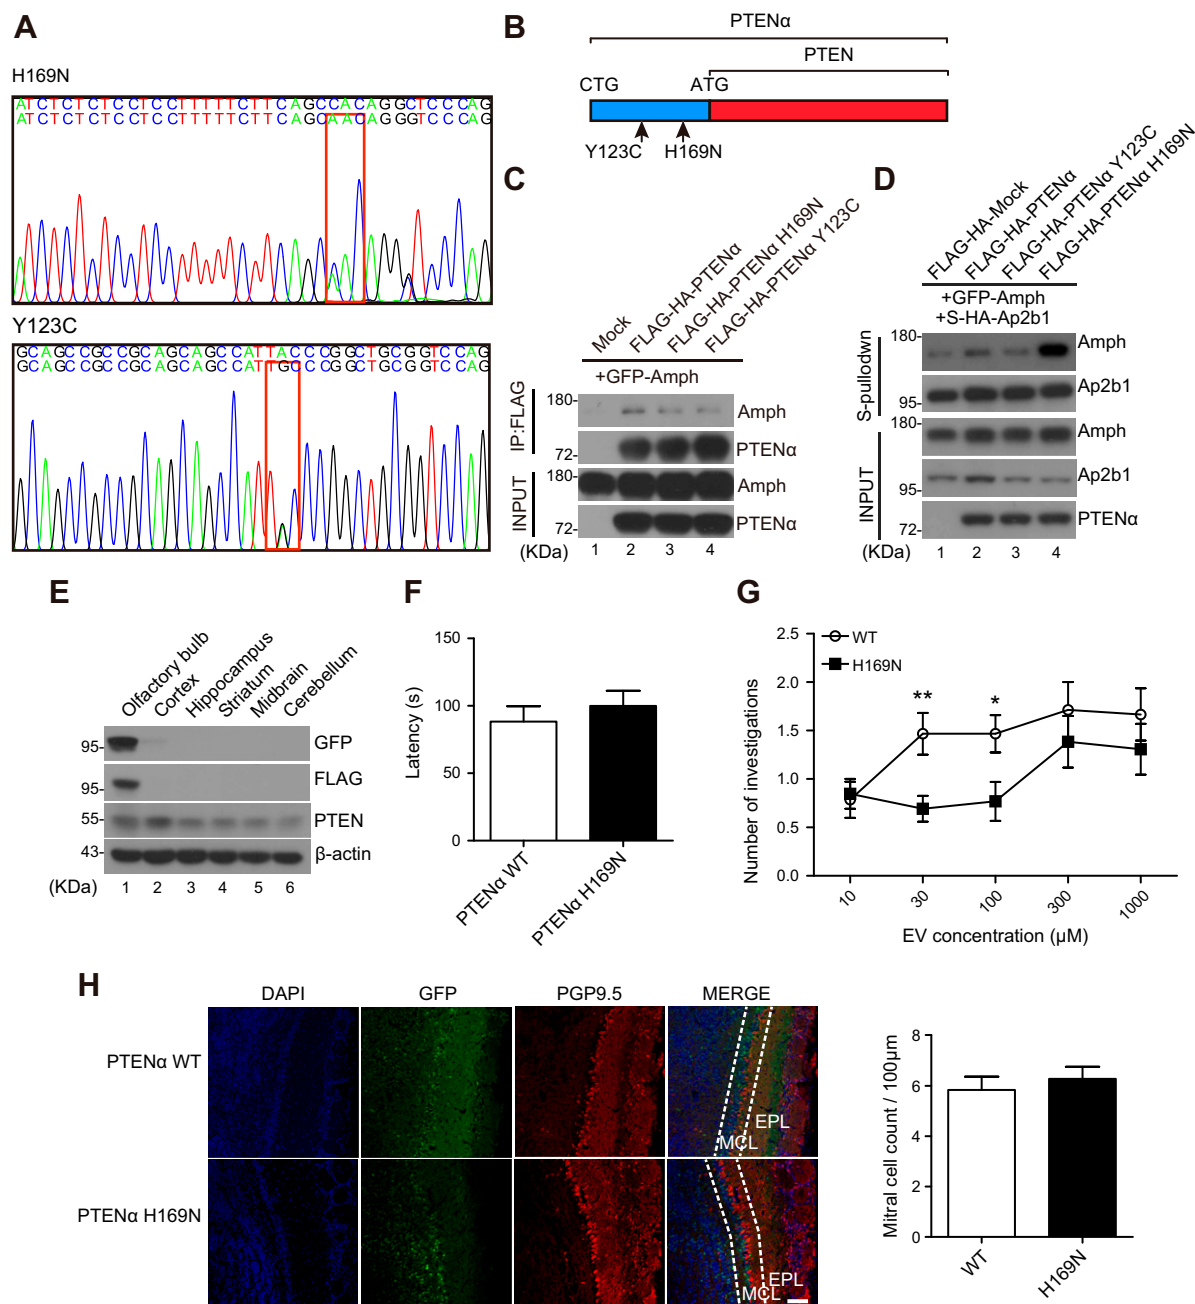 A
H169N
ATCTCTCTCCTCCTTTTTCTTCAGCCACAGGCTCCCAG
ATCTCTCTCCTCCTTTTTCTTCAGCAACAGGGTCCCAG
Y123C
GCAGCCGCCGCAGCAGCCATTACCCGGCTGCGGTCCAG
GCAGCCGCCGCAGCAGCCATTGCCCGGCTGCGGTCCAG
B
PTENα
PTEN
CTG
ATG
Y123C
H169N
C
Mock
FLAG-HA-PTENα
FLAG-HA-PTENα H169N
FLAG-HA-PTENα Y123C
+GFP-Amph
IP:FLAG
180-
Amph
72-
PTENα
INPUT
180-
Amph
72-
PTENα
(KDa)
1 2 3 4
D
FLAG-HA-Mock
FLAG-HA-PTENα
FLAG-HA-PTENα Y123C
FLAG-HA-PTENα H169N
+GFP-Amph
+S-HA-Ap2b1
S-pulldown
180-
Amph
95-
Ap2b1
INPUT
180-
Amph
95-
Ap2b1
72-
PTENα
(KDa)
1 2 3 4
E
Olfactory bulb
Cortex
Hippocampus
Striatum
Midbrain
Cerebellum
95-
GFP
95-
FLAG
55-
PTEN
43-
β-actin
(KDa)
1 2 3 4 5 6
F
Latency (s)
150
100
50
0
PTENα WT
PTENα H169N
G
Number of investigations
2.5
2.0
1.5
1.0
0.5
0.0
WT
H169N
**
*
10
30
100
300
1000
EV concentration (µM)
H
DAPI
GFP
PGP9.5
MERGE
PTENα WT
EPL
MCL
PTENα H169N
EPL
MCL
Mitral cell count / 100µm
8
6
4
2
0
WT
H169N